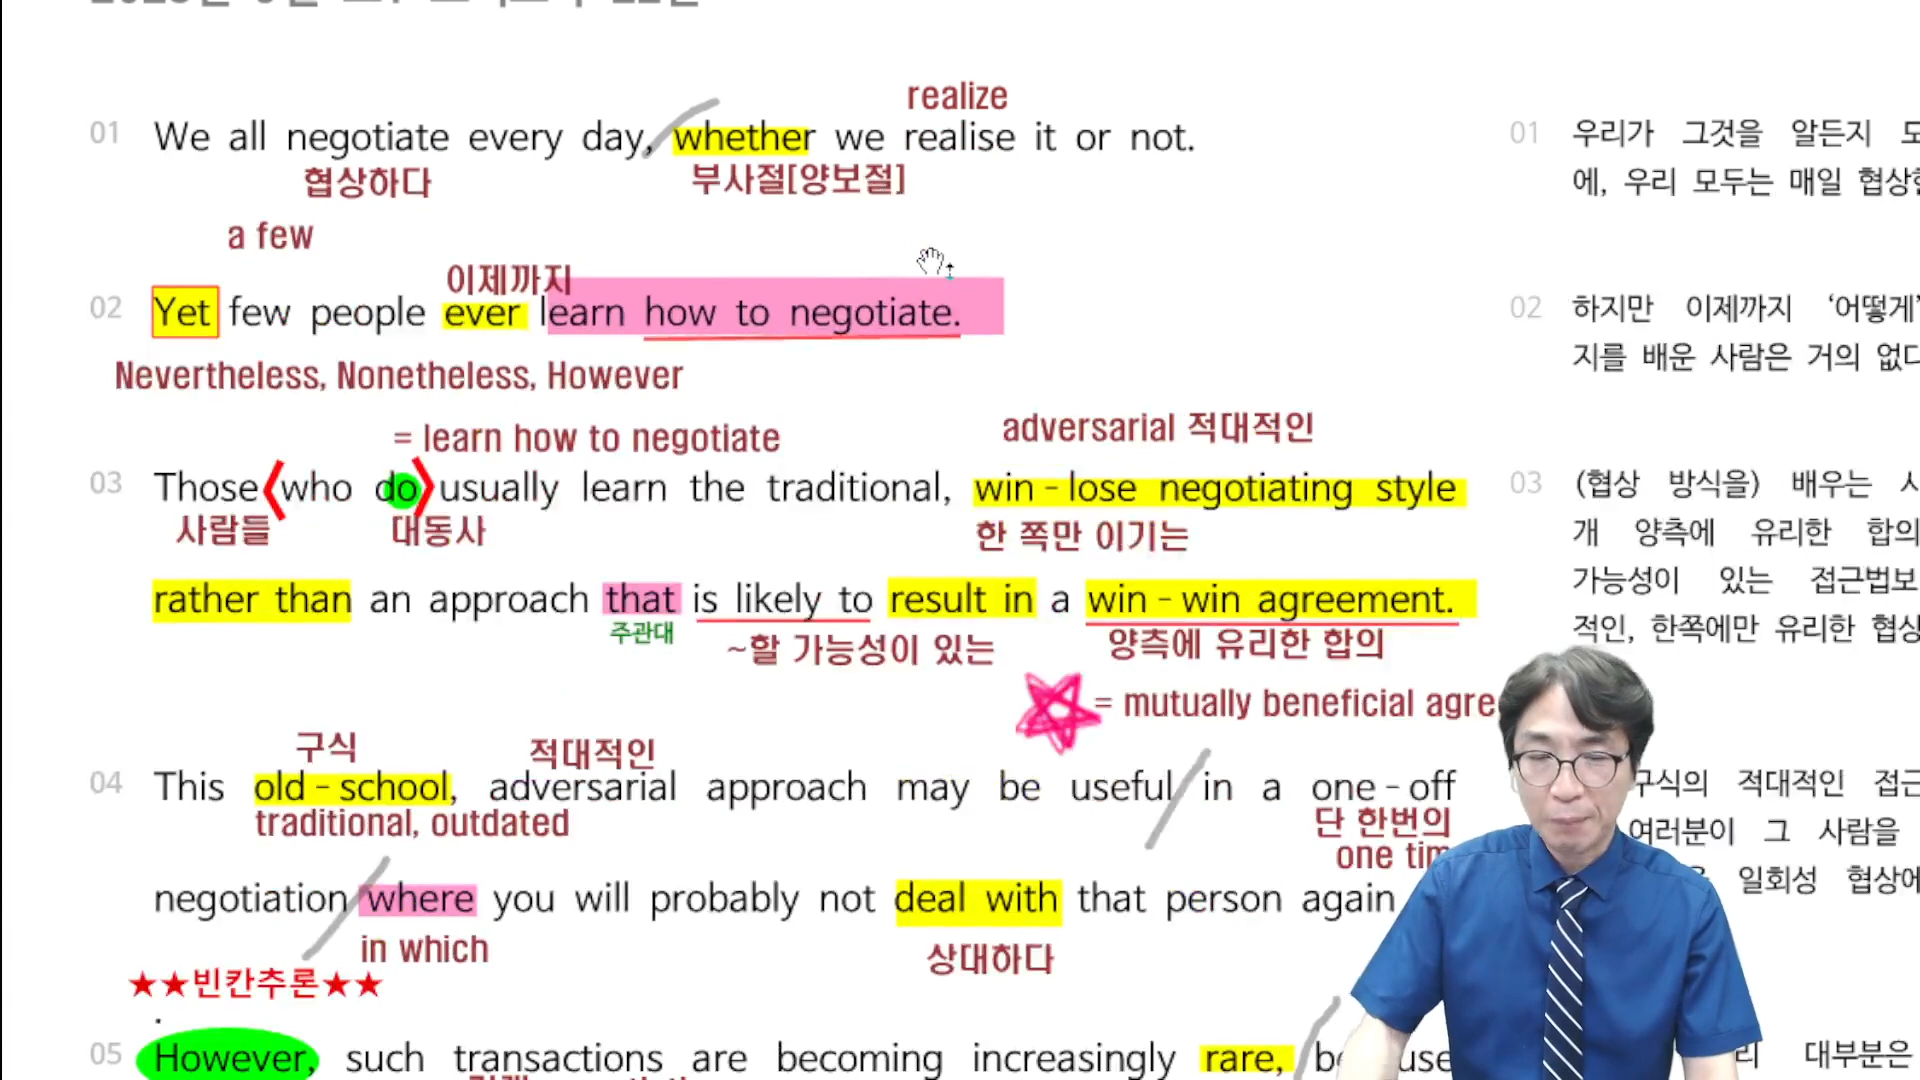 01 We all negotiate every day, whether we realise it or not.
realize
협상하다
부사절[양보절]
a few
이제까지
02 Yet few people ever learn how to negotiate.
Nevertheless, Nonetheless, However
= learn how to negotiate
adversarial 적대적인
03 Those who do usually learn the traditional, win - lose negotiating style
사람들
대동사
한 쪽만 이기는
rather than an approach that is likely to result in a win - win agreement.
주관대
~할 가능성이 있는
양측에 유리한 합의
= mutually beneficial agre
구식
적대적인
04 This old - school, adversarial approach may be useful in a one - off
traditional, outdated
단 한번의
one tim
negotiation where you will probably not deal with that person again
in which
상대하다
★★빈칸추론★★
05 However, such transactions are becoming increasingly rare,
01 우리가 그것을 알든지
에, 우리 모두는 매일 협상
02 하지만 이제까지 ‘어떻게’
지를 배운 사람은 거의 없다
03 (협상 방식을) 배우는
개 양측에 유리한 합의
가능성이 있는 접근법보
적인, 한쪽에만 유리한 협상
구식의 적대적인 접근
여러분이 그 사람을
일회성 협상에
대부분은